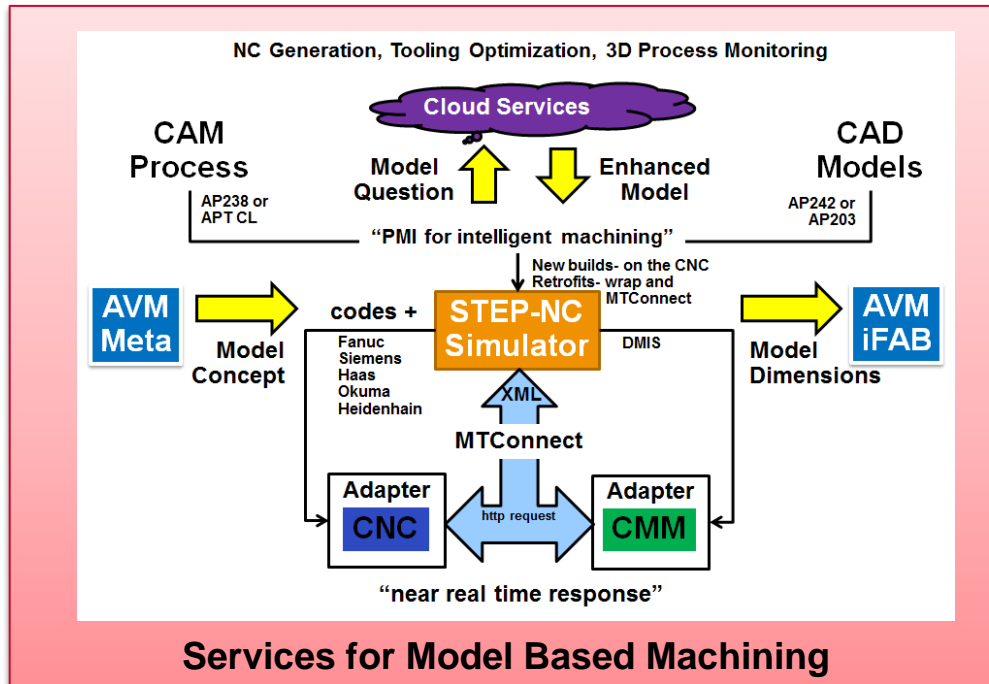 NC Generation, Tooling Optimization, 3D Process Monitoring
Cloud Services
CAM
Process
CAD
Models
Model
Question
Enhanced
Model
AP238 or
APT CL
AP242 or
AP203
“PMI for intelligent machining”
New builds- on the CNC
Retrofits- wrap and
MTConnect
AVM
Meta
Model
Concept
codes +
Fanuc
Siemens
Haas
Okuma
Heidenhain
STEP-NC
Simulator
DMIS
Model
Dimensions
AVM
iFAB
XML
MTConnect
Adapter
CNC
http request
Adapter
CMM
“near real time response”
Services for Model Based Machining